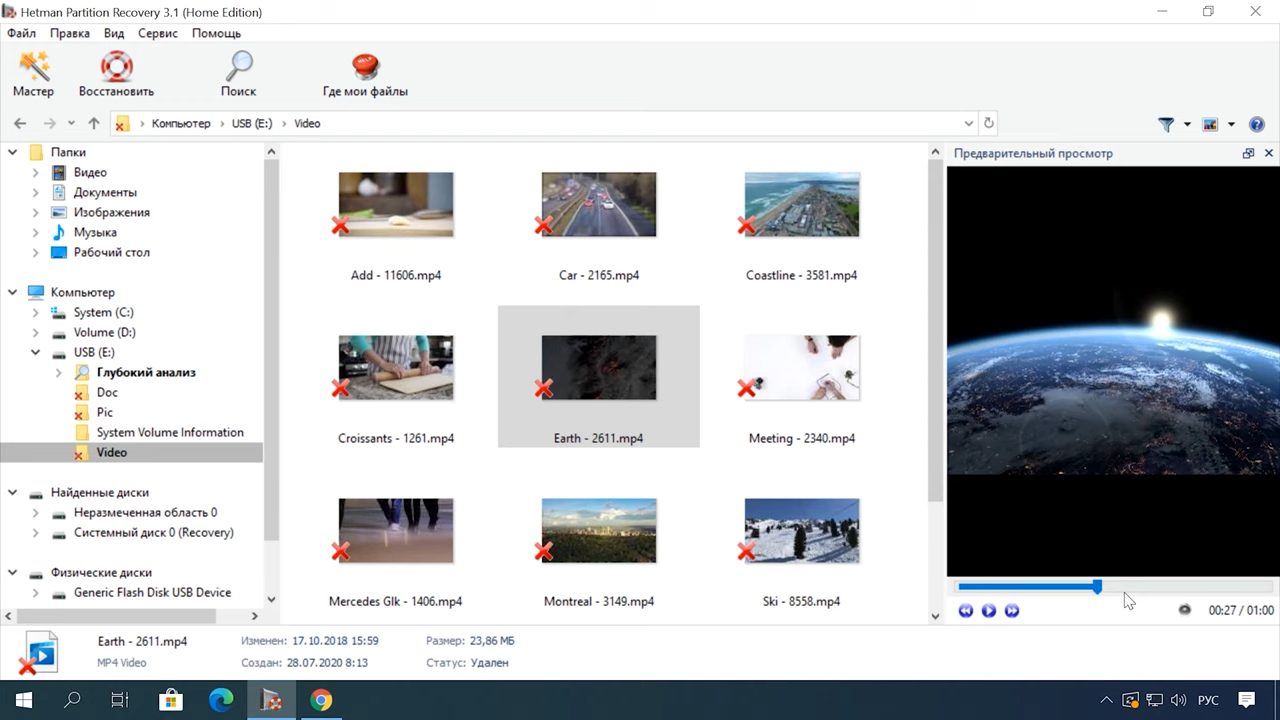 Hetman Partition Recovery 3.1 (Home Edition)
Файл Правка Вид Сервис Помощь
Мастер Восстановить Поиск Где мои файлы
Компьютер USB (E:) Video
Папки
Видео
Документы
Изображения
Музыка
Рабочий стол
Компьютер
System (C:)
Volume (D:)
USB (E:)
Глубокий анализ
Doc
Pic
System Volume Information
Video
Найденные диски
Неразмеченная область 0
Системный диск 0 (Recovery)
Физические диски
Generic Flash Disk USB Device
Add - 11606.mp4 Car - 2165.mp4 Coastline - 3581.mp4
Croissants - 1261.mp4 Earth - 2611.mp4 Meeting - 2340.mp4
Mercedes Glk - 1406.mp4 Montreal - 3149.mp4 Ski - 8558.mp4
Предварительный просмотр
00:27 / 01:00
Earth - 2611.mp4 Изменен: 17.10.2018 15:59 Размер: 23,86 МБ
MP4 Video Создан: 28.07.2020 8:13 Статус: Удален
РУС